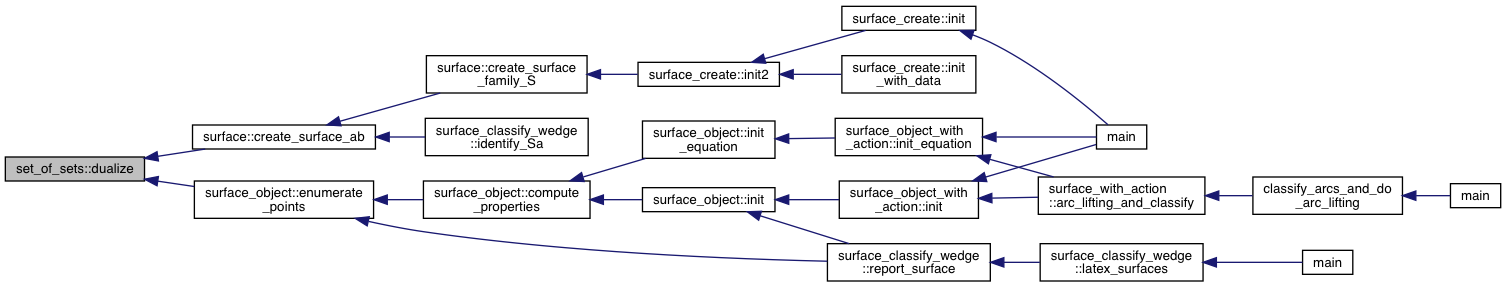 set_of_sets::dualize
surface::create_surface_ab
surface::create_surface
_family_S
surface_create::init2
surface_create::init
main
surface_create::init
_with_data
surface_classify_wedge
::identify_Sa
surface_object::enumerate
_points
surface_object::compute
_properties
surface_object::init
_equation
surface_object_with
_action::init_equation
surface_with_action
::arc_lifting_and_classify
classify_arcs_and_do
_arc_lifting
main
surface_object::init
surface_object_with
_action::init
surface_classify_wedge
::report_surface
surface_classify_wedge
::latex_surfaces
main